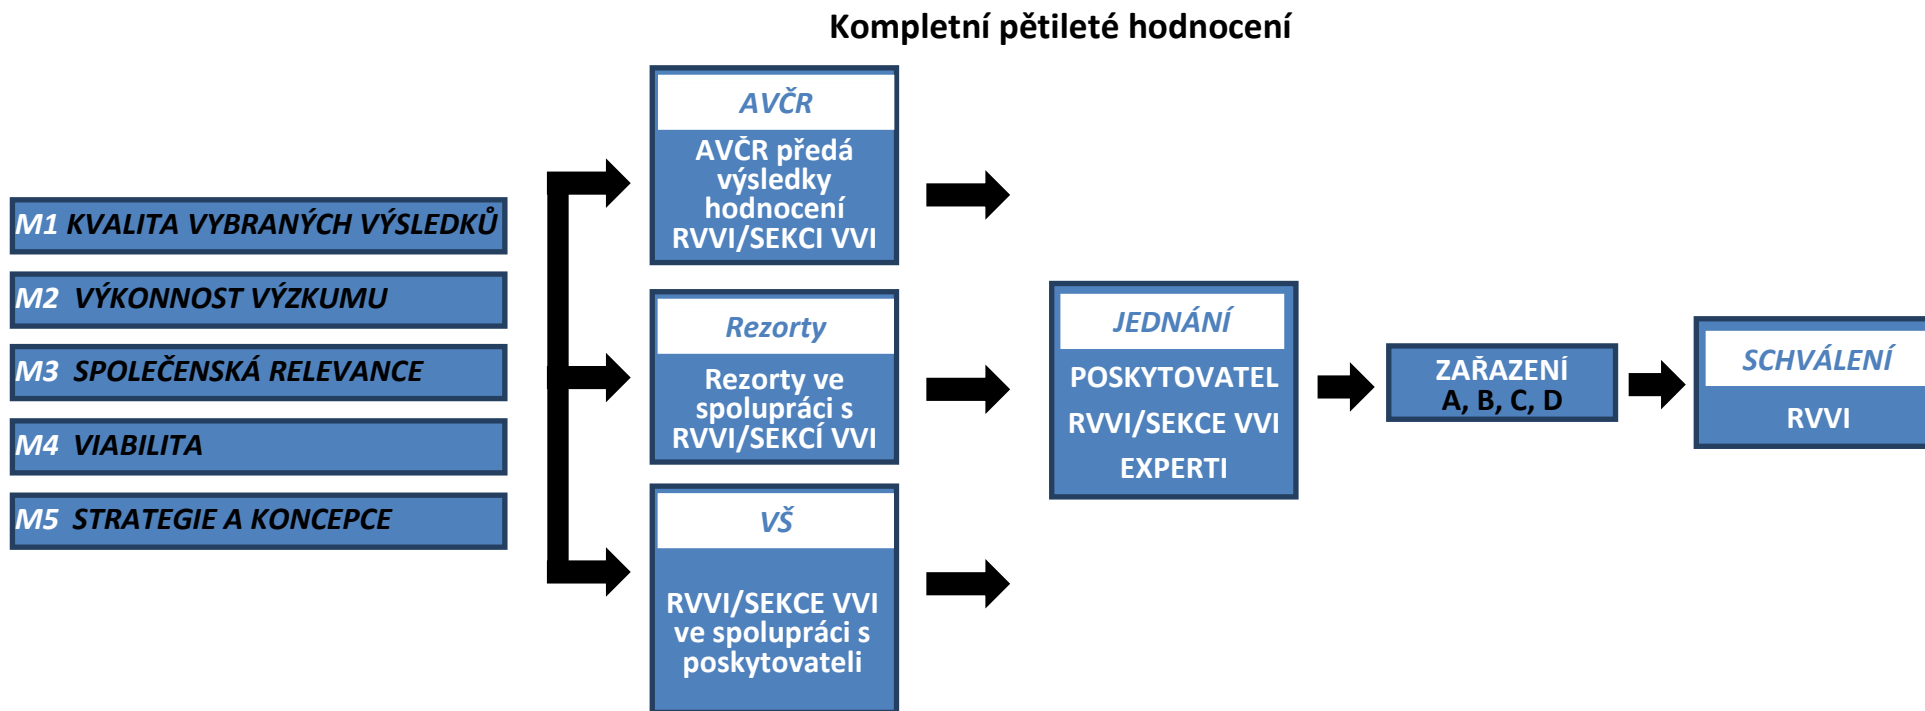 Kompletní pětileté hodnocení
M1 KVALITA VYBRANÝCH VÝSLEDKŮ
M2 VÝKONNOST VÝZKUMU
M3 SPOLEČENSKÁ RELEVANCE
M4 VIABILITA
M5 STRATEGIE A KONCEPCE
AVČR
AVČR předá
výsledky
hodnocení
RVVI/SEKCI VVI
Rezorty
Rezorty ve
spolupráci s
RVVI/SEKCÍ VVI
VŠ
RVVI/SEKCE VVI
ve spolupráci s
poskytovateli
JEDNÁNÍ
POSKYTOVATEL
RVVI/SEKCE VVI
EXPERTI
ZAŘAZENÍ
A, B, C, D
SCHVÁLENÍ
RVVI